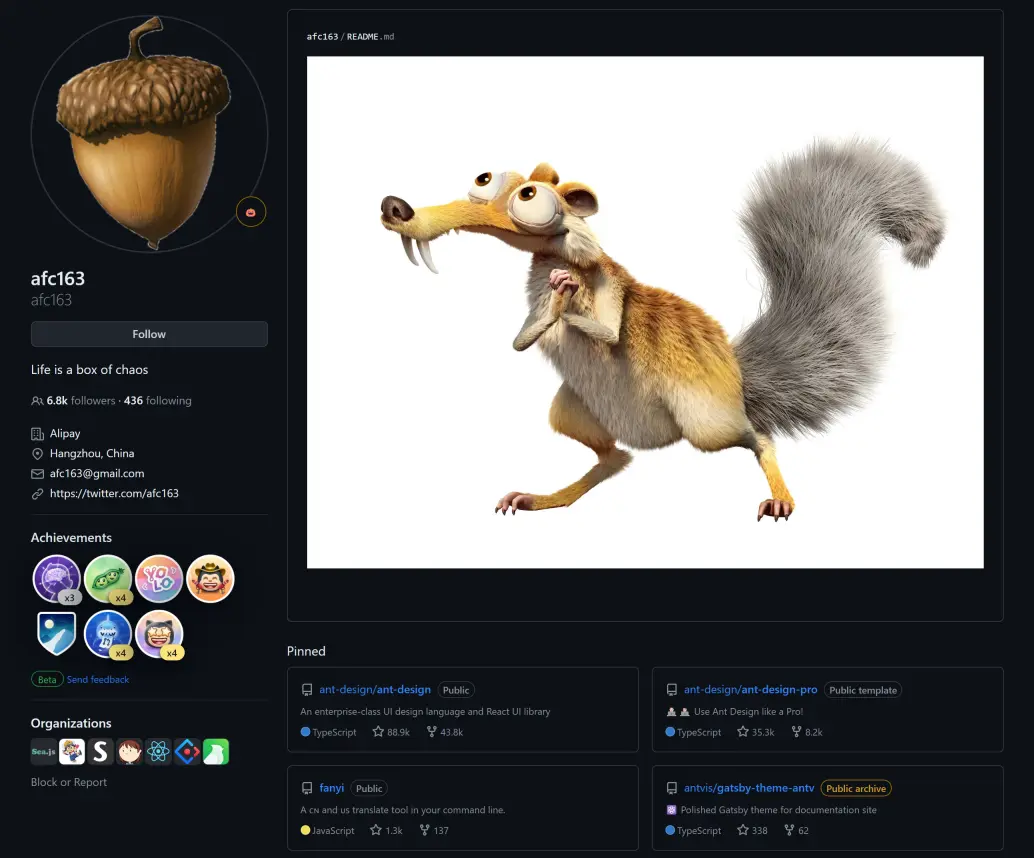 afc163
afc163
Follow
Life is a box of chaos
6.8k followers · 436 following
Alipay
Hangzhou, China
afc163@gmail.com
https://twitter.com/afc163
Achievements
x3
x4
YOLO
x4
x4
Beta Send feedback
Organizations
Sea.js
S
Block or Report
afc163/README.md
Pinned
ant-design/ant-design Public
An enterprise-class UI design language and React UI library
TypeScript 88.9k 43.8k
ant-design/ant-design-pro Public template
Use Ant Design like a Pro!
TypeScript 35.3k 8.2k
fanyi Public
A CN and US translate tool in your command line.
JavaScript 1.3k 137
antvis/gatsby-theme-antv Public archive
Polished Gatsby theme for documentation site
TypeScript 338 62